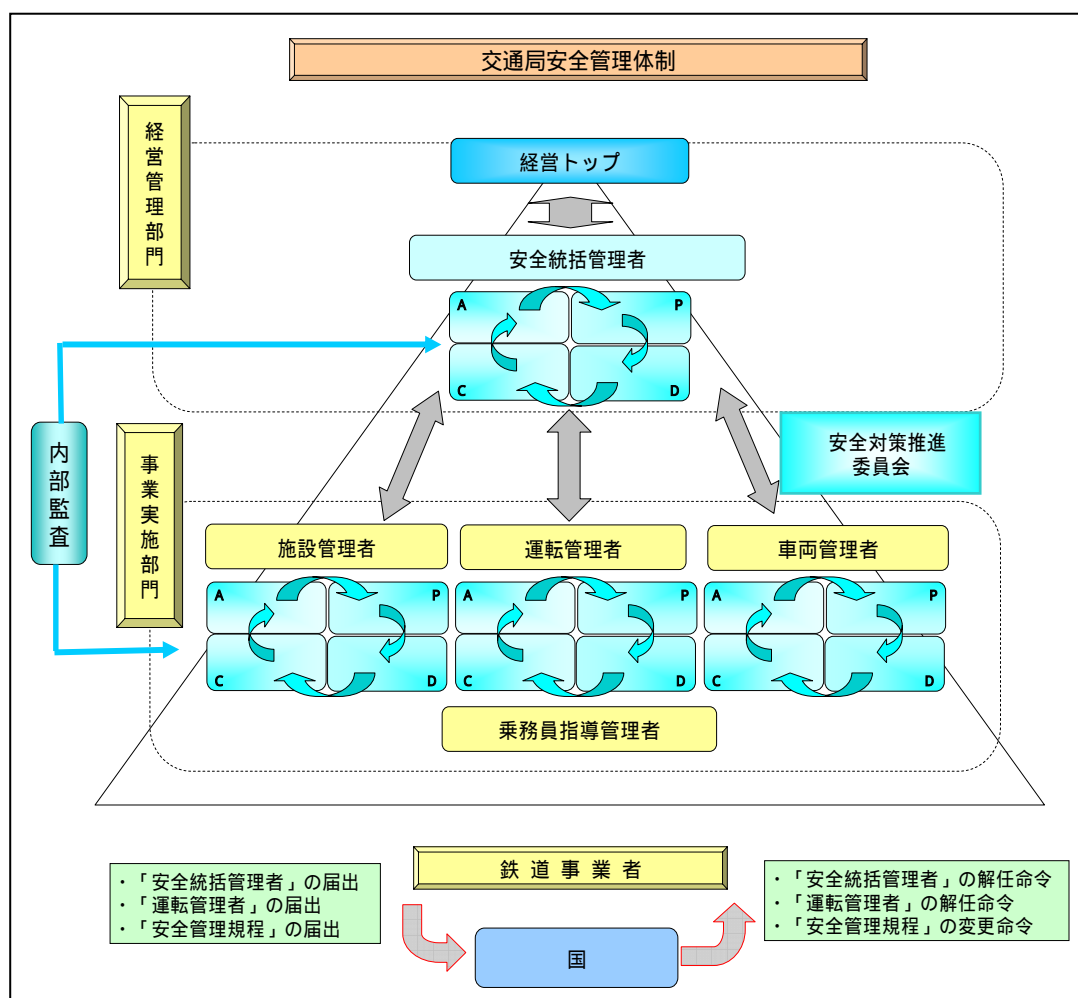 交通局安全管理体制
経営管理部門
経営トップ
安全統括管理者
A
P
C
D
内部監査
事業実施部門
安全対策推進
委員会
施設管理者
運転管理者
車両管理者
A
P
A
P
A
P
C
D
C
D
C
D
乗務員指導管理者
鉄道事業者
・「安全統括管理者」の届出
・「運転管理者」の届出
・「安全管理規程」の届出
国
・「安全統括管理者」の解任命令
・「運転管理者」の解任命令
・「安全管理規程」の変更命令